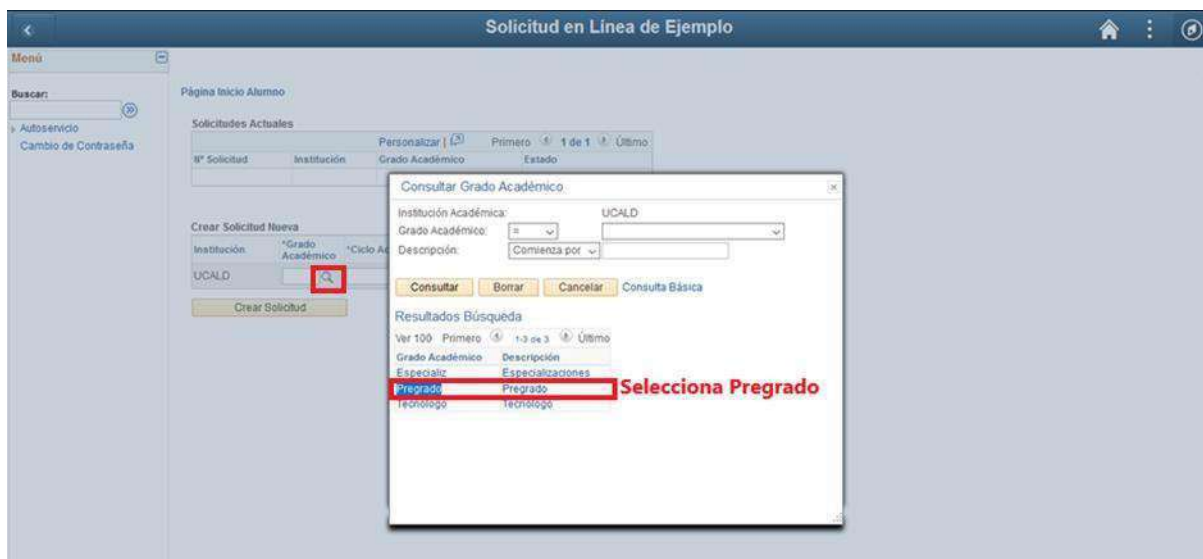 Solicitud en Línea de Ejemplo
Menú
Buscar:
Autoservicio
Cambio de Contraseña
Página Inicio Alumno
Solicitudes Actuales
Personalizar | Primero 1 de 1 Último
Nº Solicitud Institución Grado Académico Estado
Crear Solicitud Nueva
Institución *Grado Académico *Ciclo Ac
UCALD
Crear Solicitud
Consultar Grado Académico
Institución Académica: UCALD
Grado Académico: =
Descripción: Comienza por
Consultar Borrar Cancelar Consulta Básica
Resultados Búsqueda
Ver 100 Primero 1-3 de 3 Último
Grado Académico Descripción
Especializ Especializaciones
Pregrado Pregrado Selecciona Pregrado
Tecnologo Tecnologo